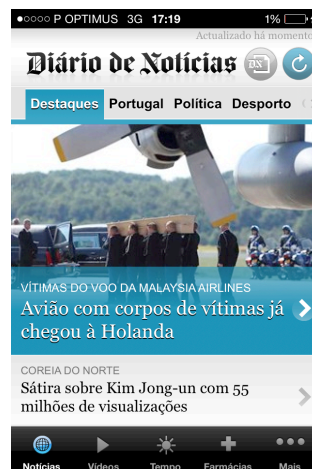 P OPTIMUS 3G 17:19 1%
Actualizado há momento
Diário de Notícias
DN
Destaques Portugal Política Desporto
VÍTIMAS DO VOO DA MALAYSIA AIRLINES
Avião com corpos de vítimas já
chegou à Holanda
COREIA DO NORTE
Sátira sobre Kim Jong-un com 55
milhões de visualizações
Notícias Vídeos Tempo Farmácias Mais